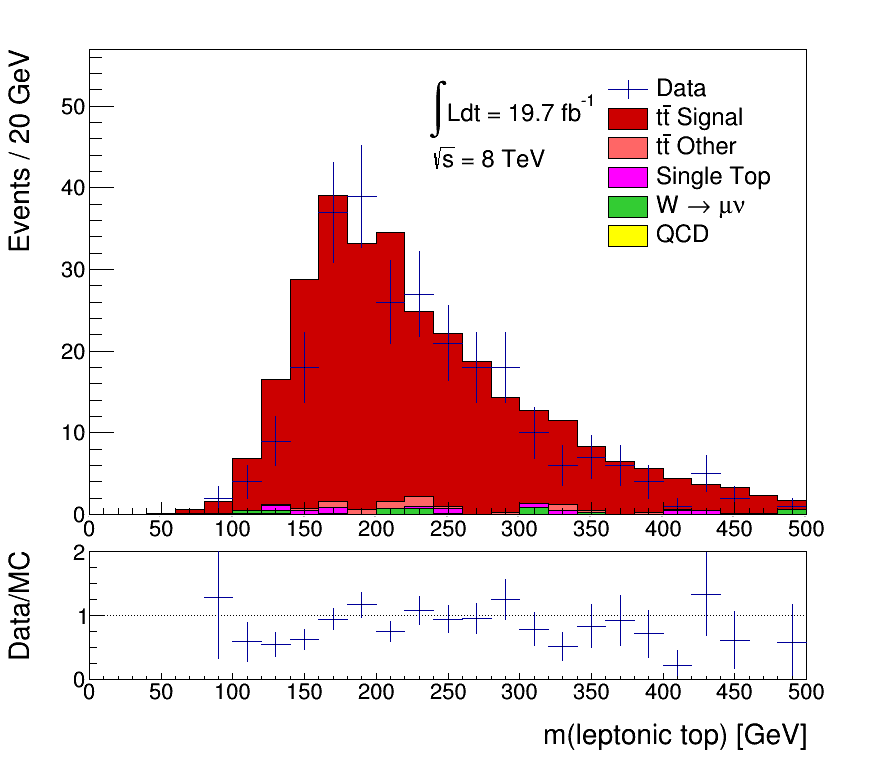 Events / 20 GeV
50
40
30
20
10
0
∫Ldt = 19.7 fb⁻¹
√s = 8 TeV
Data
tt̄ Signal
tt̄ Other
Single Top
W → μν
QCD
0 50 100 150 200 250 300 350 400 450 500
Data/MC
2
1
0
0 50 100 150 200 250 300 350 400 450 500
m(leptonic top) [GeV]